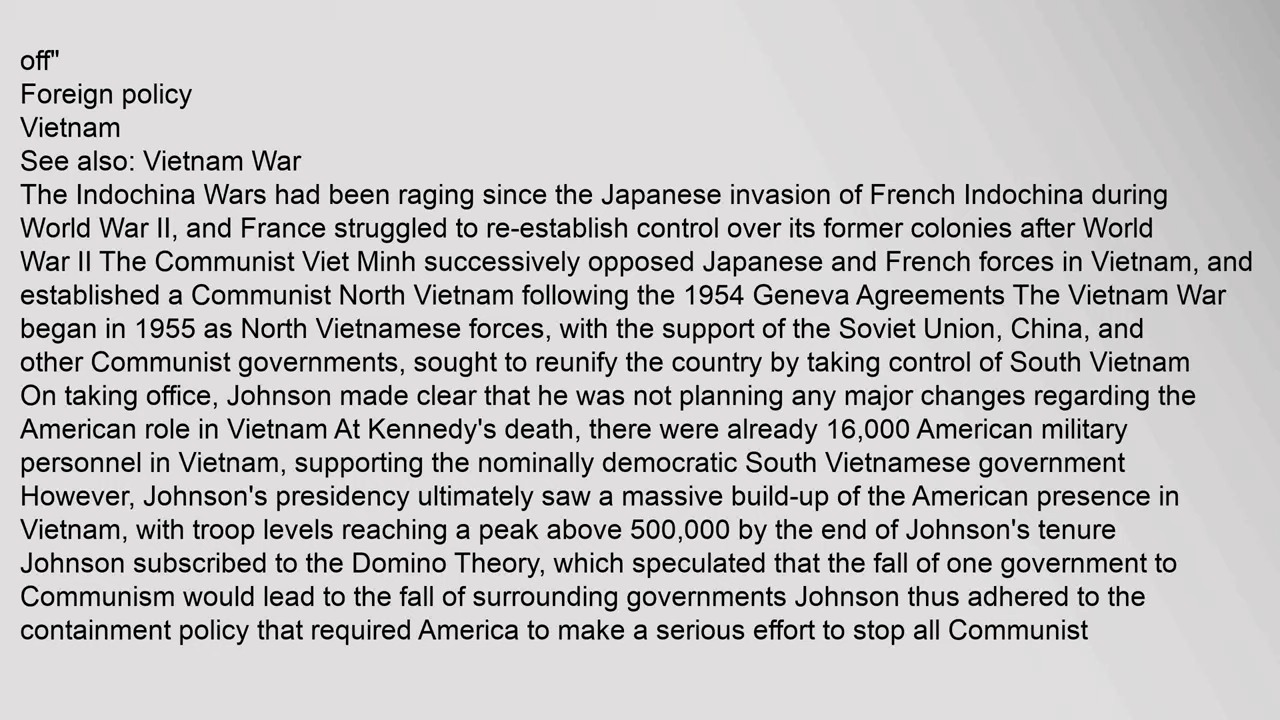 off"
Foreign policy
Vietnam
See also: Vietnam War
The Indochina Wars had been raging since the Japanese invasion of French Indochina during
World War II, and France struggled to re-establish control over its former colonies after World
War II The Communist Viet Minh successively opposed Japanese and French forces in Vietnam, and
established a Communist North Vietnam following the 1954 Geneva Agreements The Vietnam War
began in 1955 as North Vietnamese forces, with the support of the Soviet Union, China, and
other Communist governments, sought to reunify the country by taking control of South Vietnam
On taking office, Johnson made clear that he was not planning any major changes regarding the
American role in Vietnam At Kennedy's death, there were already 16,000 American military
personnel in Vietnam, supporting the nominally democratic South Vietnamese government
However, Johnson's presidency ultimately saw a massive build-up of the American presence in
Vietnam, with troop levels reaching a peak above 500,000 by the end of Johnson's tenure
Johnson subscribed to the Domino Theory, which speculated that the fall of one government to
Communism would lead to the fall of surrounding governments Johnson thus adhered to the
containment policy that required America to make a serious effort to stop all Communist